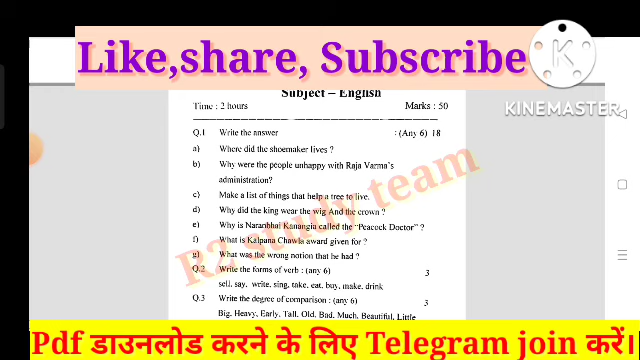 Like,share, Subscribe
KINEMASTER
Subject – English
Time : 2 hours Marks : 50
Q.1 Write the answer : (Any 6) 18
a) Where did the shoemaker lives ?
b) Why were the people unhappy with Raja Varma's
administration?
c) Make a list of things that help a tree to live.
d) Why did the king wear the wig And the crown ?
e) Why is Naranbhai Kanangia called the "Peacock Doctor" ?
f) What is Kalpana Chawla award given for ?
g) What was the wrong notion that he had ?
Q.2 Write the forms of verb : (any 6) 3
sell, say, write, sing, take, eat, buy, make, drink
Q.3 Write the degree of comparison : (any 6) 3
Big, Heavy, Early, Tall, Old, Bad, Much, Beautiful, Little
R2 study team
Pdf डाउनलोड करने के लिए Telegram join करें।